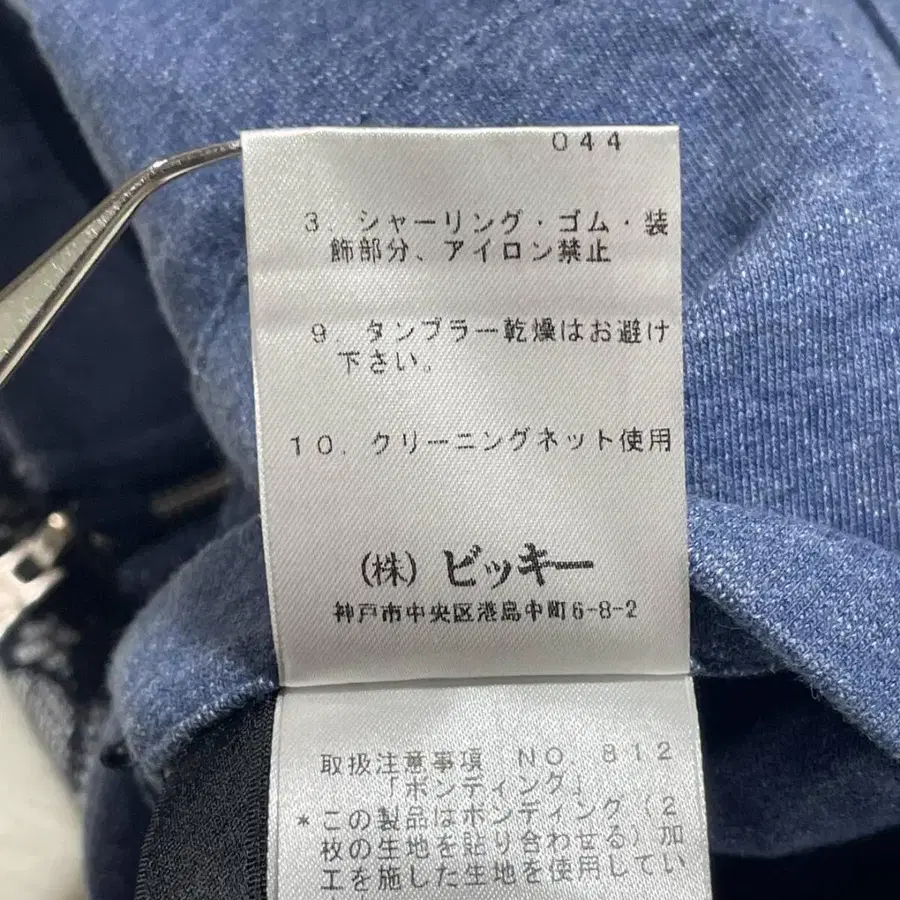 044
3. シャーリング・ゴム・装
飾部分、アイロン禁止
9. タンブラー乾燥はお避け
下さい。
10. クリーニングネット使用
(株) ビッキー
神戸市中央区港島中町6-8-2
取扱注意事項 NO 812
「ボンディング」
*この製品はボンディング(2
枚の生地を貼り合わせる)加
工を施した生地を使用してい